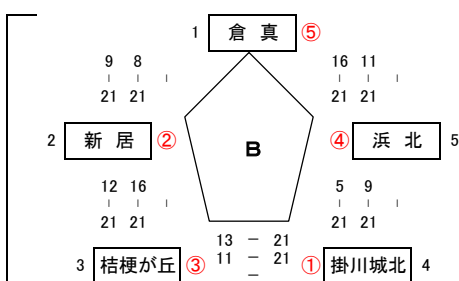 1 倉 真 ⑤
9 8
| | |
21 21
16 11
| | |
21 21
2 新 居 ②
B
④ 浜 北 5
12 16
| | |
21 21
5 9
| | |
21 21
13 － 21
11 － 21
－
3 桔梗が丘 ③
① 掛川城北 4